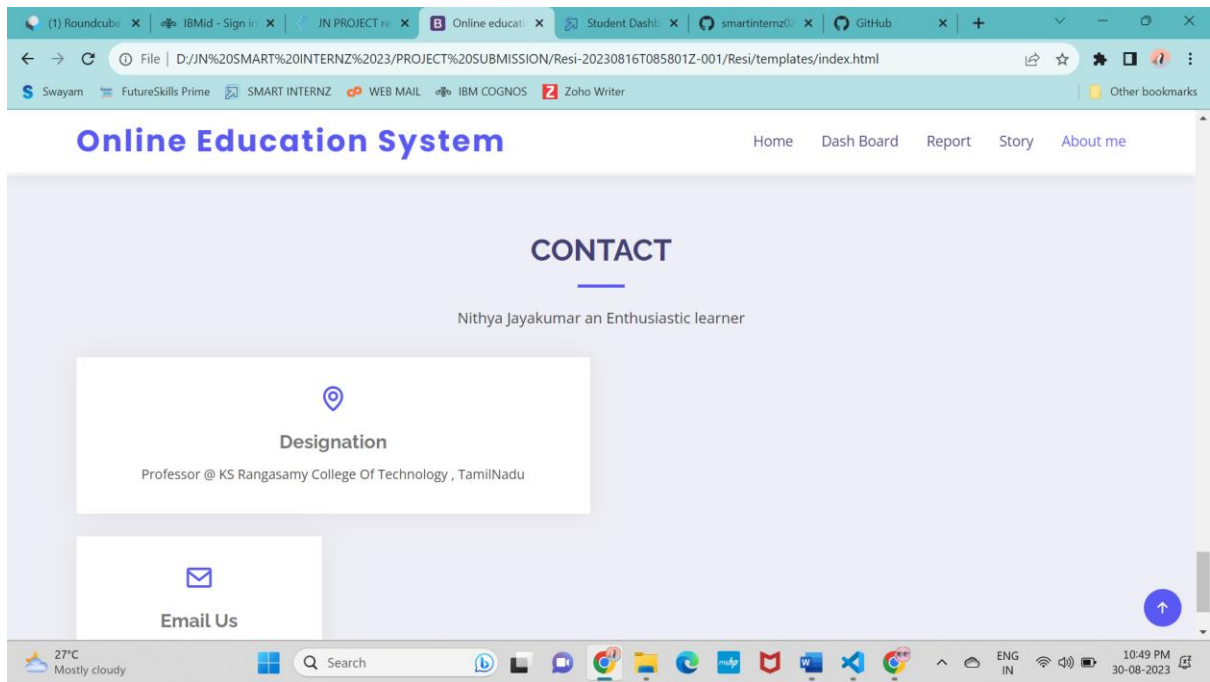 (1) Roundcube
IBMid - Sign in
JN PROJECT re
Online educati
Student Dashb
smartinternz02
GitHub
File | D:/JN%20SMART%20INTERNZ%2023/PROJECT%20SUBMISSION/Resi-20230816T085801Z-001/Resi/templates/index.html
Swayam
FutureSkills Prime
SMART INTERNZ
WEB MAIL
IBM COGNOS
Zoho Writer
Other bookmarks
Online Education System
Home
Dash Board
Report
Story
About me
CONTACT
Nithya Jayakumar an Enthusiastic learner
Designation
Professor @ KS Rangasamy College Of Technology , TamilNadu
Email Us
27°C
Mostly cloudy
Search
ENG
IN
10:49 PM
30-08-2023